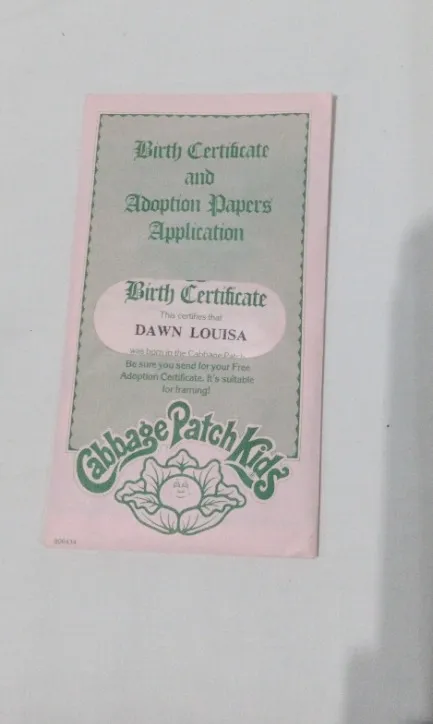 Birth Certificate
and
Adoption Papers
Application
Birth Certificate
This certifies that
DAWN LOUISA
was born in the Cabbage Patch
Be sure you send for your Free
Adoption Certificate. It's suitable
for framing!
Cabbage Patch Kids